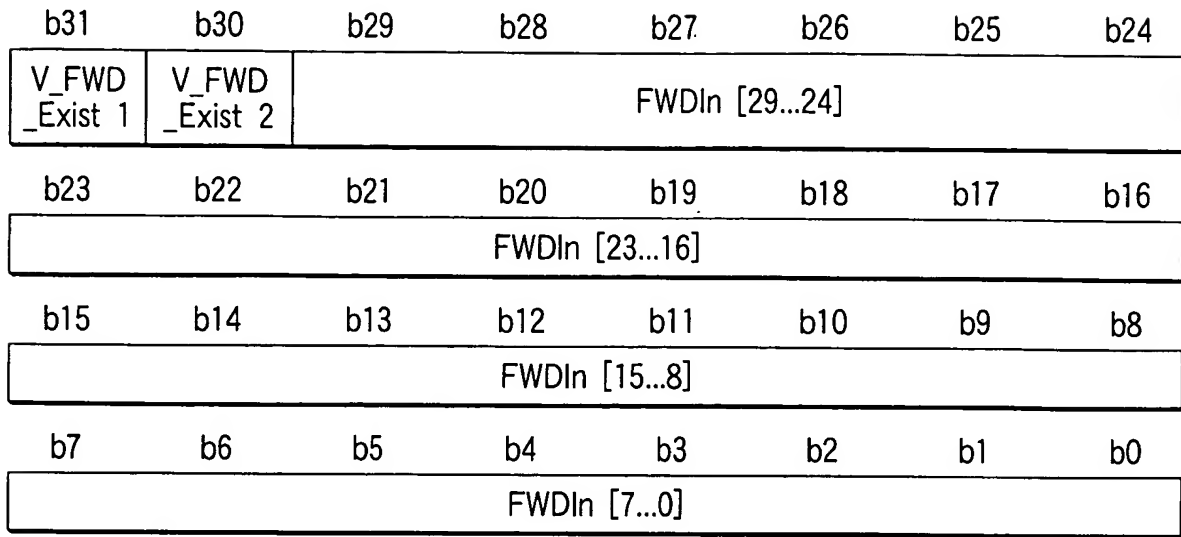 b31 b30 b29 b28 b27 b26 b25 b24
V_FWD V_FWD
_Exist 1 _Exist 2 FWDIn [29...24]
b23 b22 b21 b20 b19 b18 b17 b16
FWDIn [23...16]
b15 b14 b13 b12 b11 b10 b9 b8
FWDIn [15...8]
b7 b6 b5 b4 b3 b2 b1 b0
FWDIn [7...0]